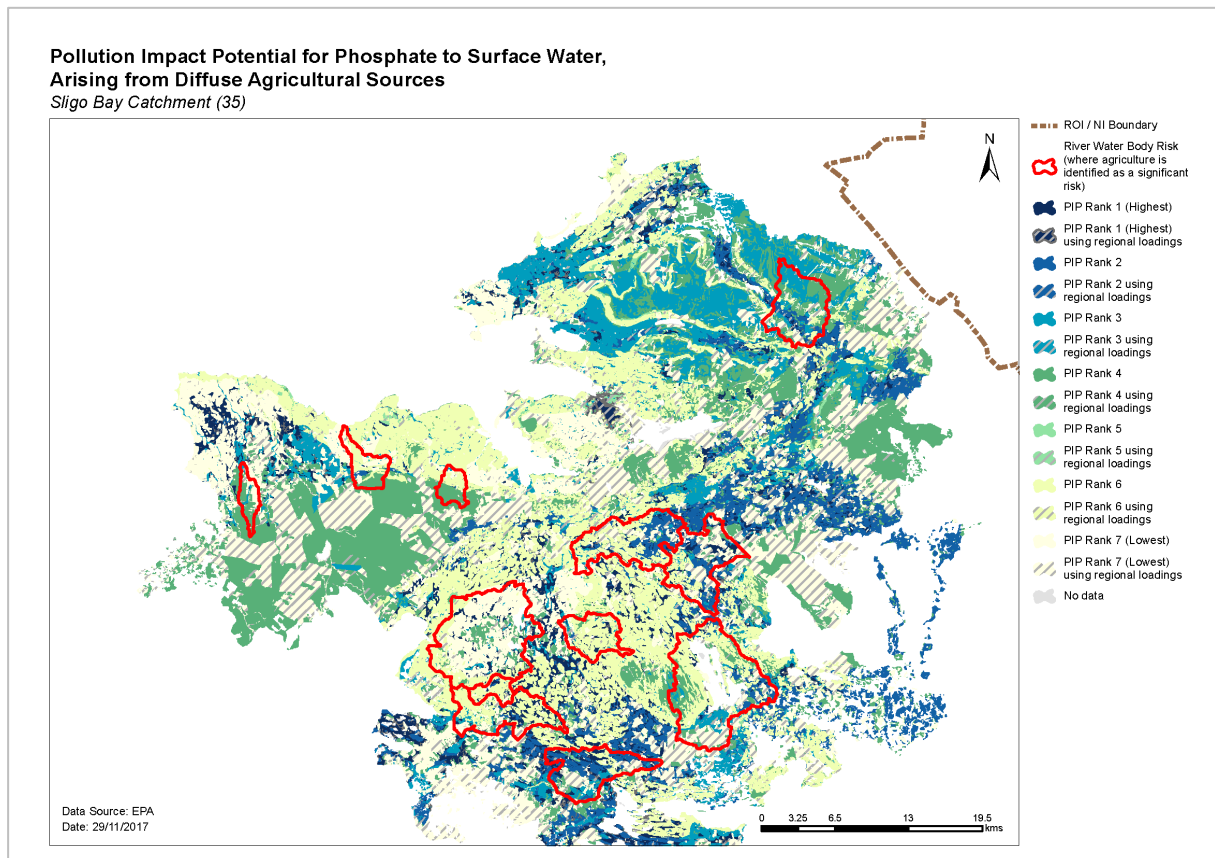 Pollution Impact Potential for Phosphate to Surface Water,
Arising from Diffuse Agricultural Sources
Sligo Bay Catchment (35)
N
ROI / NI Boundary
River Water Body Risk
(where agriculture is
identified as a significant
risk)
PIP Rank 1 (Highest)
PIP Rank 1 (Highest)
using regional loadings
PIP Rank 2
PIP Rank 2 using
regional loadings
PIP Rank 3
PIP Rank 3 using
regional loadings
PIP Rank 4
PIP Rank 4 using
regional loadings
PIP Rank 5
PIP Rank 5 using
regional loadings
PIP Rank 6
PIP Rank 6 using
regional loadings
PIP Rank 7 (Lowest)
PIP Rank 7 (Lowest)
using regional loadings
No data
Data Source: EPA
Date: 29/11/2017
0 3.25 6.5 13 19.5
kms